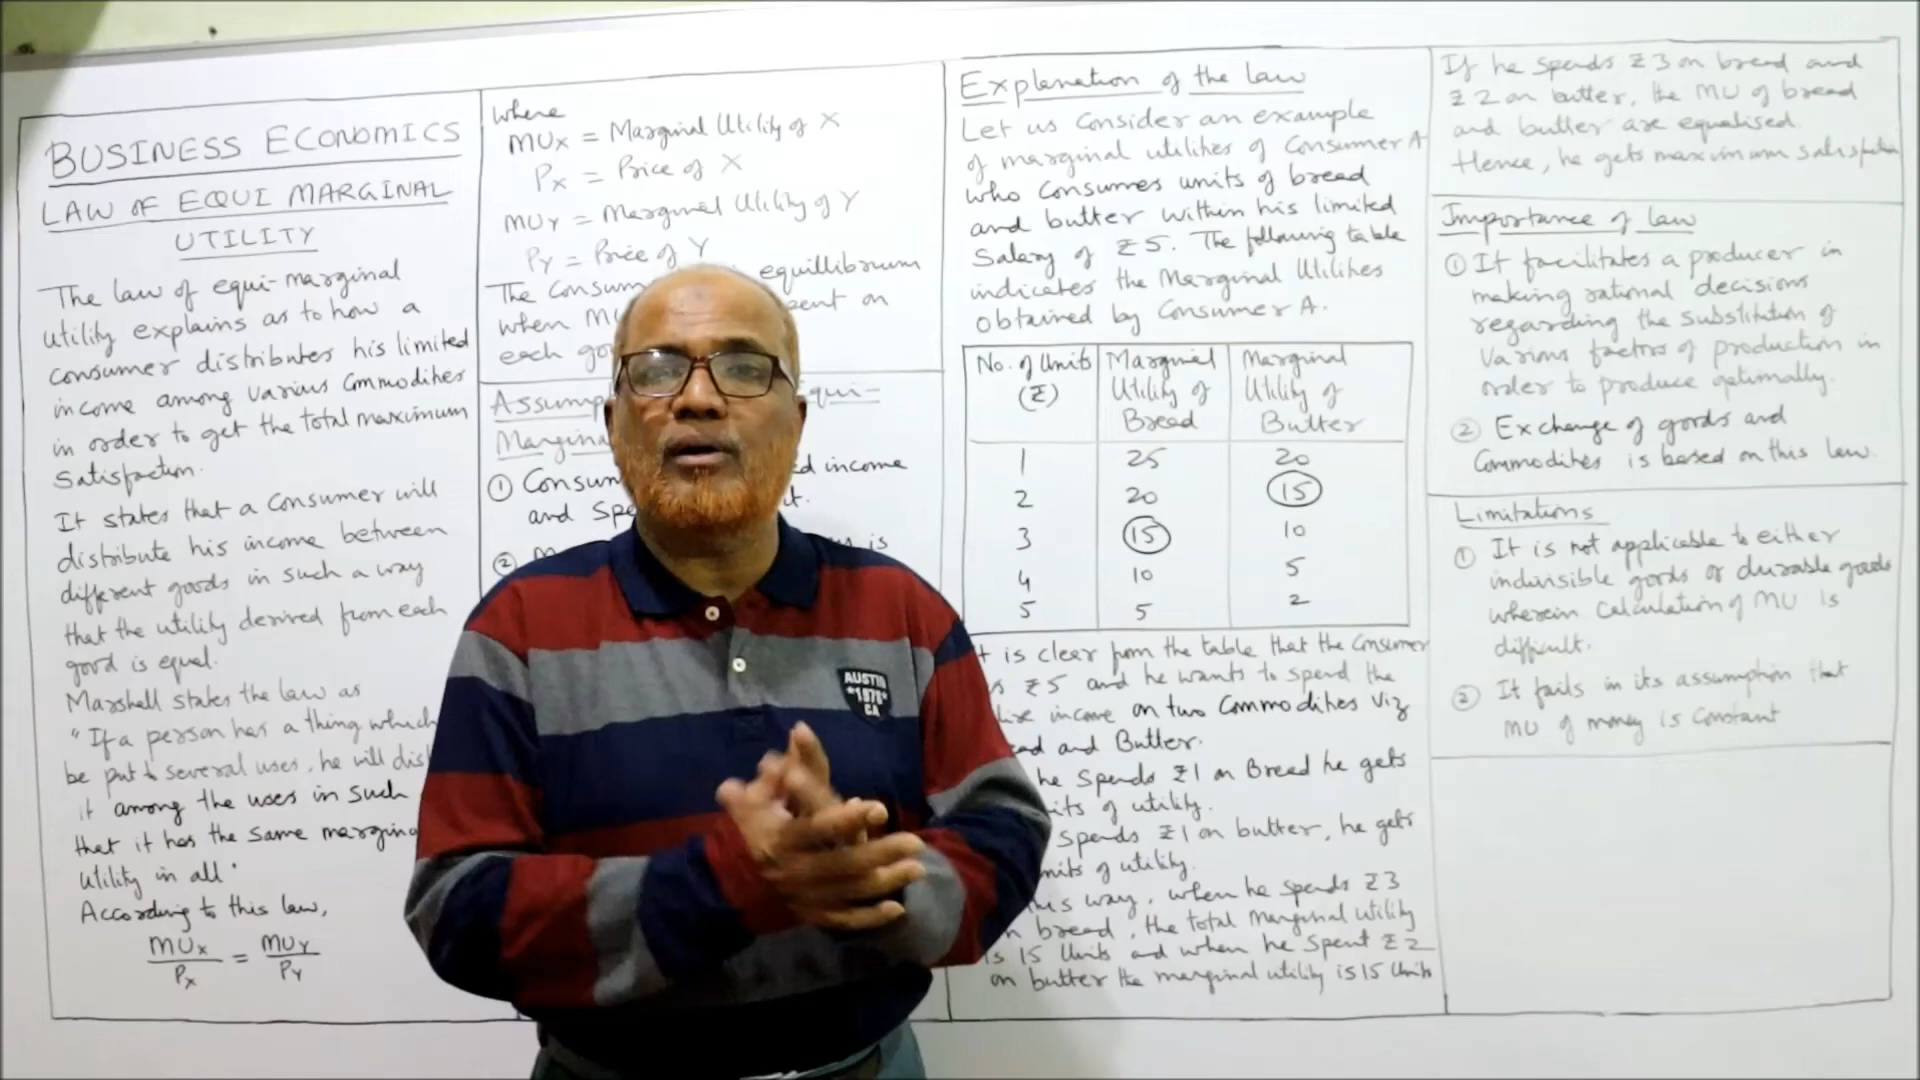 BUSINESS ECONOMICS
LAW OF EQUI MARGINAL
UTILITY
The law of equi-marginal
utility explains as to how a
consumer distributes his limited
income among various commodities
in order to get the total maximum
satisfaction.
It states that a consumer will
distribute his income between
different goods in such a way
that the utility derived from each
good is equal.
Marshell states the law as
"If a person has a thing which
be put to several uses, he will
it among the uses in such
that it has the same
utility in all"
According to this law,
MUx/Px = MUy/Py
where
MUx = Marginal Utility of X
Px = Price of X
MUy = Marginal Utility of Y
Py = Price of Y
The equillibrium
when on
each
Equi-
① income
and
②
is
Explanation of the law
Let us consider an example
of marginal utilities of Consumer A
who consumes units of bread
and butter within his limited
Salary of ₹5. The following table
indicates the Marginal Utilities
Obtained by Consumer A.
No. of Units (₹) Marginal Utility of Bread Marginal Utility of Butter
1 25 20
2 20 15
3 15 10
4 10 5
5 5 2
is clear from the table that the consumer
₹5 and he wants to spend the
income on two commodities viz
and Butter.
he spends ₹1 on Bread he gets
of utility.
spends ₹1 on butter, he gets
of utility.
way, when he spends ₹3
bread, the total marginal utility
is 15 units and when he spent ₹2
on butter the marginal utility is 15 units
If he spends ₹3 on bread and
₹2 on butter, the MU of bread
and butter are equalised.
Hence, he gets maximum satisfaction
Importance of law
① It facilitates a producer in
making rational decisions
regarding the substitution of
various factors of production in
order to produce optimally.
② Exchange of goods and
Commodities is based on this law.
Limitations
① It is not applicable to either
indivisible goods or durable goods
wherein calculation of MU is
difficult.
② It fails in its assumption that
MU of money is constant
AUSTIN
*1978*
CA